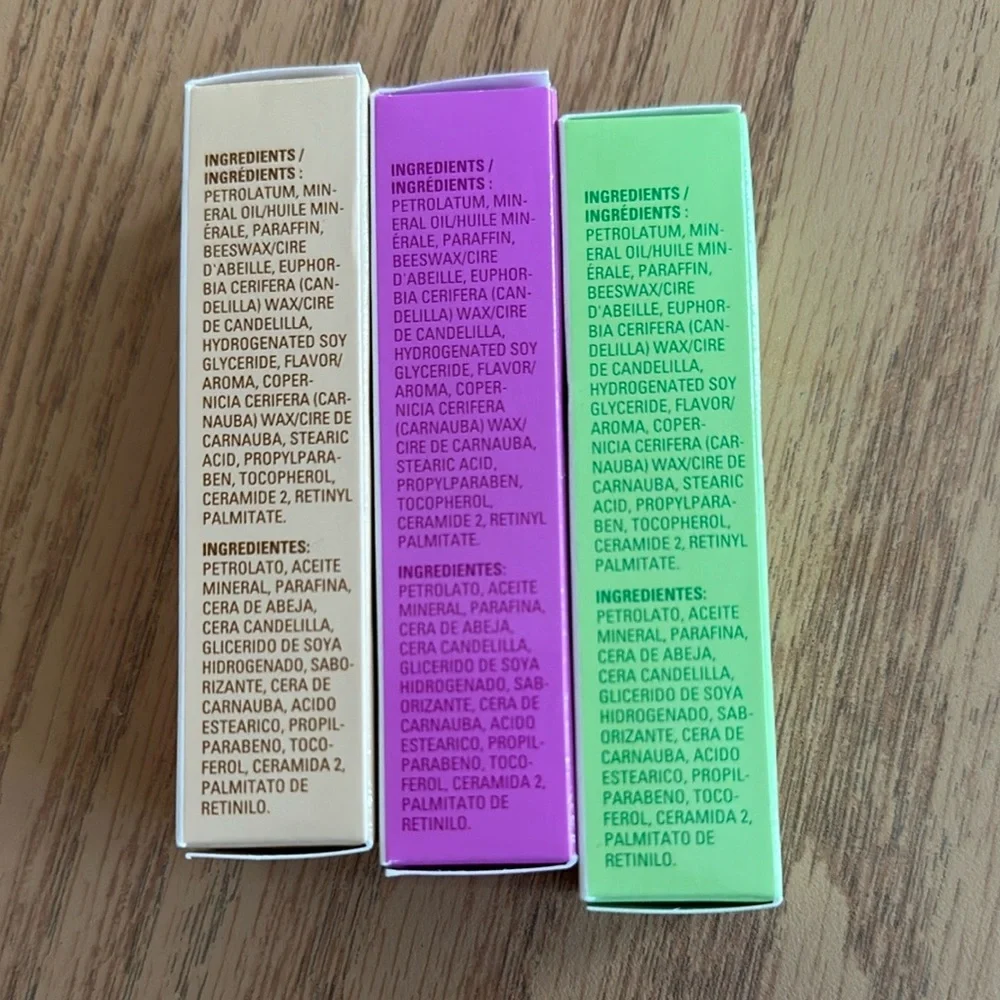 INGREDIENTS /
INGRÉDIENTS :
PETROLATUM, MIN-
ERAL OIL/HUILE MIN-
ÉRALE, PARAFFIN,
BEESWAX/CIRE
D'ABEILLE, EUPHOR-
BIA CERIFERA (CAN-
DELILLA) WAX/CIRE
DE CANDELILLA,
HYDROGENATED SOY
GLYCERIDE, FLAVOR/
AROMA, COPER-
NICIA CERIFERA (CAR-
NAUBA) WAX/CIRE DE
CARNAUBA, STEARIC
ACID, PROPYLPARA-
BEN, TOCOPHEROL,
CERAMIDE 2, RETINYL
PALMITATE.
INGREDIENTES:
PETROLATO, ACEITE
MINERAL, PARAFINA,
CERA DE ABEJA,
CERA CANDELILLA,
GLICERIDO DE SOYA
HIDROGENADO, SABO-
RIZANTE, CERA DE
CARNAUBA, ACIDO
ESTEARICO, PROPIL-
PARABENO, TOCO-
FEROL, CERAMIDA 2,
PALMITATO DE
RETINILO.
INGREDIENTS /
INGRÉDIENTS :
PETROLATUM, MIN-
ERAL OIL/HUILE MIN-
ÉRALE, PARAFFIN,
BEESWAX/CIRE
D'ABEILLE, EUPHOR-
BIA CERIFERA (CAN-
DELILLA) WAX/CIRE
DE CANDELILLA,
HYDROGENATED SOY
GLYCERIDE, FLAVOR/
AROMA, COPER-
NICIA CERIFERA
(CARNAUBA) WAX/
CIRE DE CARNAUBA,
STEARIC ACID,
PROPYLPARABEN,
TOCOPHEROL,
CERAMIDE 2, RETINYL
PALMITATE.
INGREDIENTES:
PETROLATO, ACEITE
MINERAL, PARAFINA,
CERA DE ABEJA,
CERA CANDELILLA,
GLICERIDO DE SOYA
HIDROGENADO, SAB-
ORIZANTE, CERA DE
CARNAUBA, ACIDO
ESTEARICO, PROPIL-
PARABENO, TOCO-
FEROL, CERAMIDA 2,
PALMITATO DE
RETINILO.
INGREDIENTS /
INGRÉDIENTS :
PETROLATUM, MIN-
ERAL OIL/HUILE MIN-
ÉRALE, PARAFFIN,
BEESWAX/CIRE
D'ABEILLE, EUPHOR-
BIA CERIFERA (CAN-
DELILLA) WAX/CIRE
DE CANDELILLA,
HYDROGENATED SOY
GLYCERIDE, FLAVOR/
AROMA, COPER-
NICIA CERIFERA (CAR-
NAUBA) WAX/CIRE DE
CARNAUBA, STEARIC
ACID, PROPYLPARA-
BEN, TOCOPHEROL,
CERAMIDE 2, RETINYL
PALMITATE.
INGREDIENTES:
PETROLATO, ACEITE
MINERAL, PARAFINA,
CERA DE ABEJA,
CERA CANDELILLA,
GLICERIDO DE SOYA
HIDROGENADO, SAB-
ORIZANTE, CERA DE
CARNAUBA, ACIDO
ESTEARICO, PROPIL-
PARABENO, TOCO-
FEROL, CERAMIDA 2,
PALMITATO DE
RETINILO.